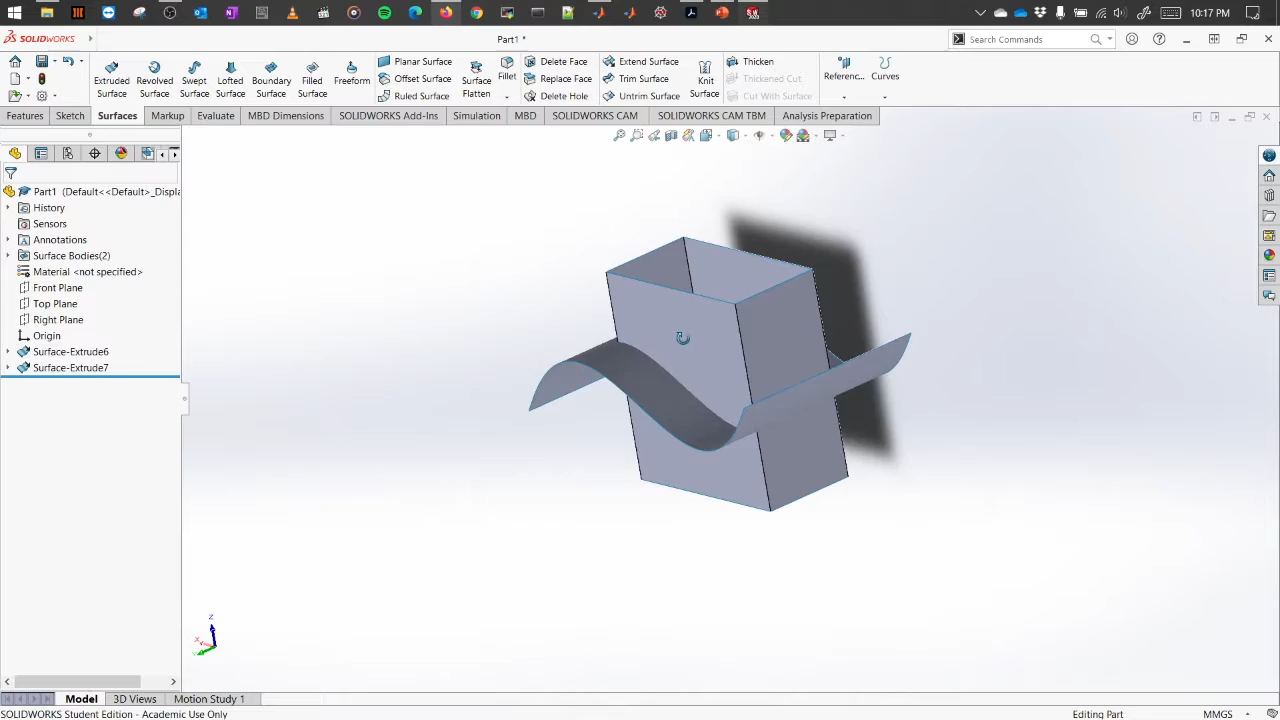 10:17 PM
SOLIDWORKS
Part1 *
Search Commands
Extruded Surface
Revolved Surface
Swept Surface
Lofted Surface
Boundary Surface
Filled Surface
Freeform
Planar Surface
Offset Surface
Ruled Surface
Surface Flatten
Fillet
Delete Face
Replace Face
Delete Hole
Extend Surface
Trim Surface
Untrim Surface
Knit Surface
Thicken
Thickened Cut
Cut With Surface
Referenc...
Curves
Features Sketch Surfaces Markup Evaluate MBD Dimensions SOLIDWORKS Add-Ins Simulation MBD SOLIDWORKS CAM SOLIDWORKS CAM TBM Analysis Preparation
Part1 (Default<<Default>_Displa
History
Sensors
Annotations
Surface Bodies(2)
Material <not specified>
Front Plane
Top Plane
Right Plane
Origin
Surface-Extrude6
Surface-Extrude7
Z
X
Y
Model 3D Views Motion Study 1
SOLIDWORKS Student Edition - Academic Use Only
Editing Part
MMGS